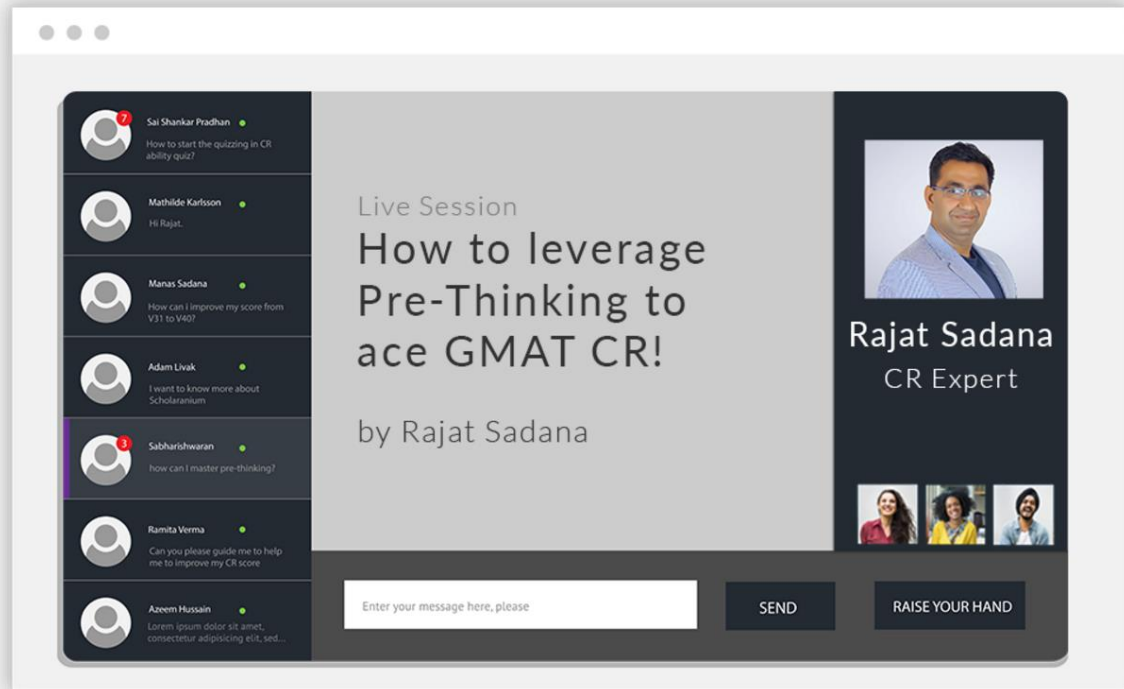 7
Sai Shankar Pradhan
How to start the quizzing in CR
ability quiz?
Mathilde Karlsson
Hi Rajat.
Manas Sadana
How can i improve my score from
V31 to V40?
Adam Livak
I want to know more about
Scholaranium
3
Sabharishwaran
how can I master pre-thinking?
Ramita Verma
Can you please guide me to help
me to improve my CR score
Azeem Hussain
Lorem ipsum dolor sit amet,
consectetur adipisicing elit, sed...
Live Session
How to leverage
Pre-Thinking to
ace GMAT CR!
by Rajat Sadana
Rajat Sadana
CR Expert
Enter your message here, please
SEND
RAISE YOUR HAND